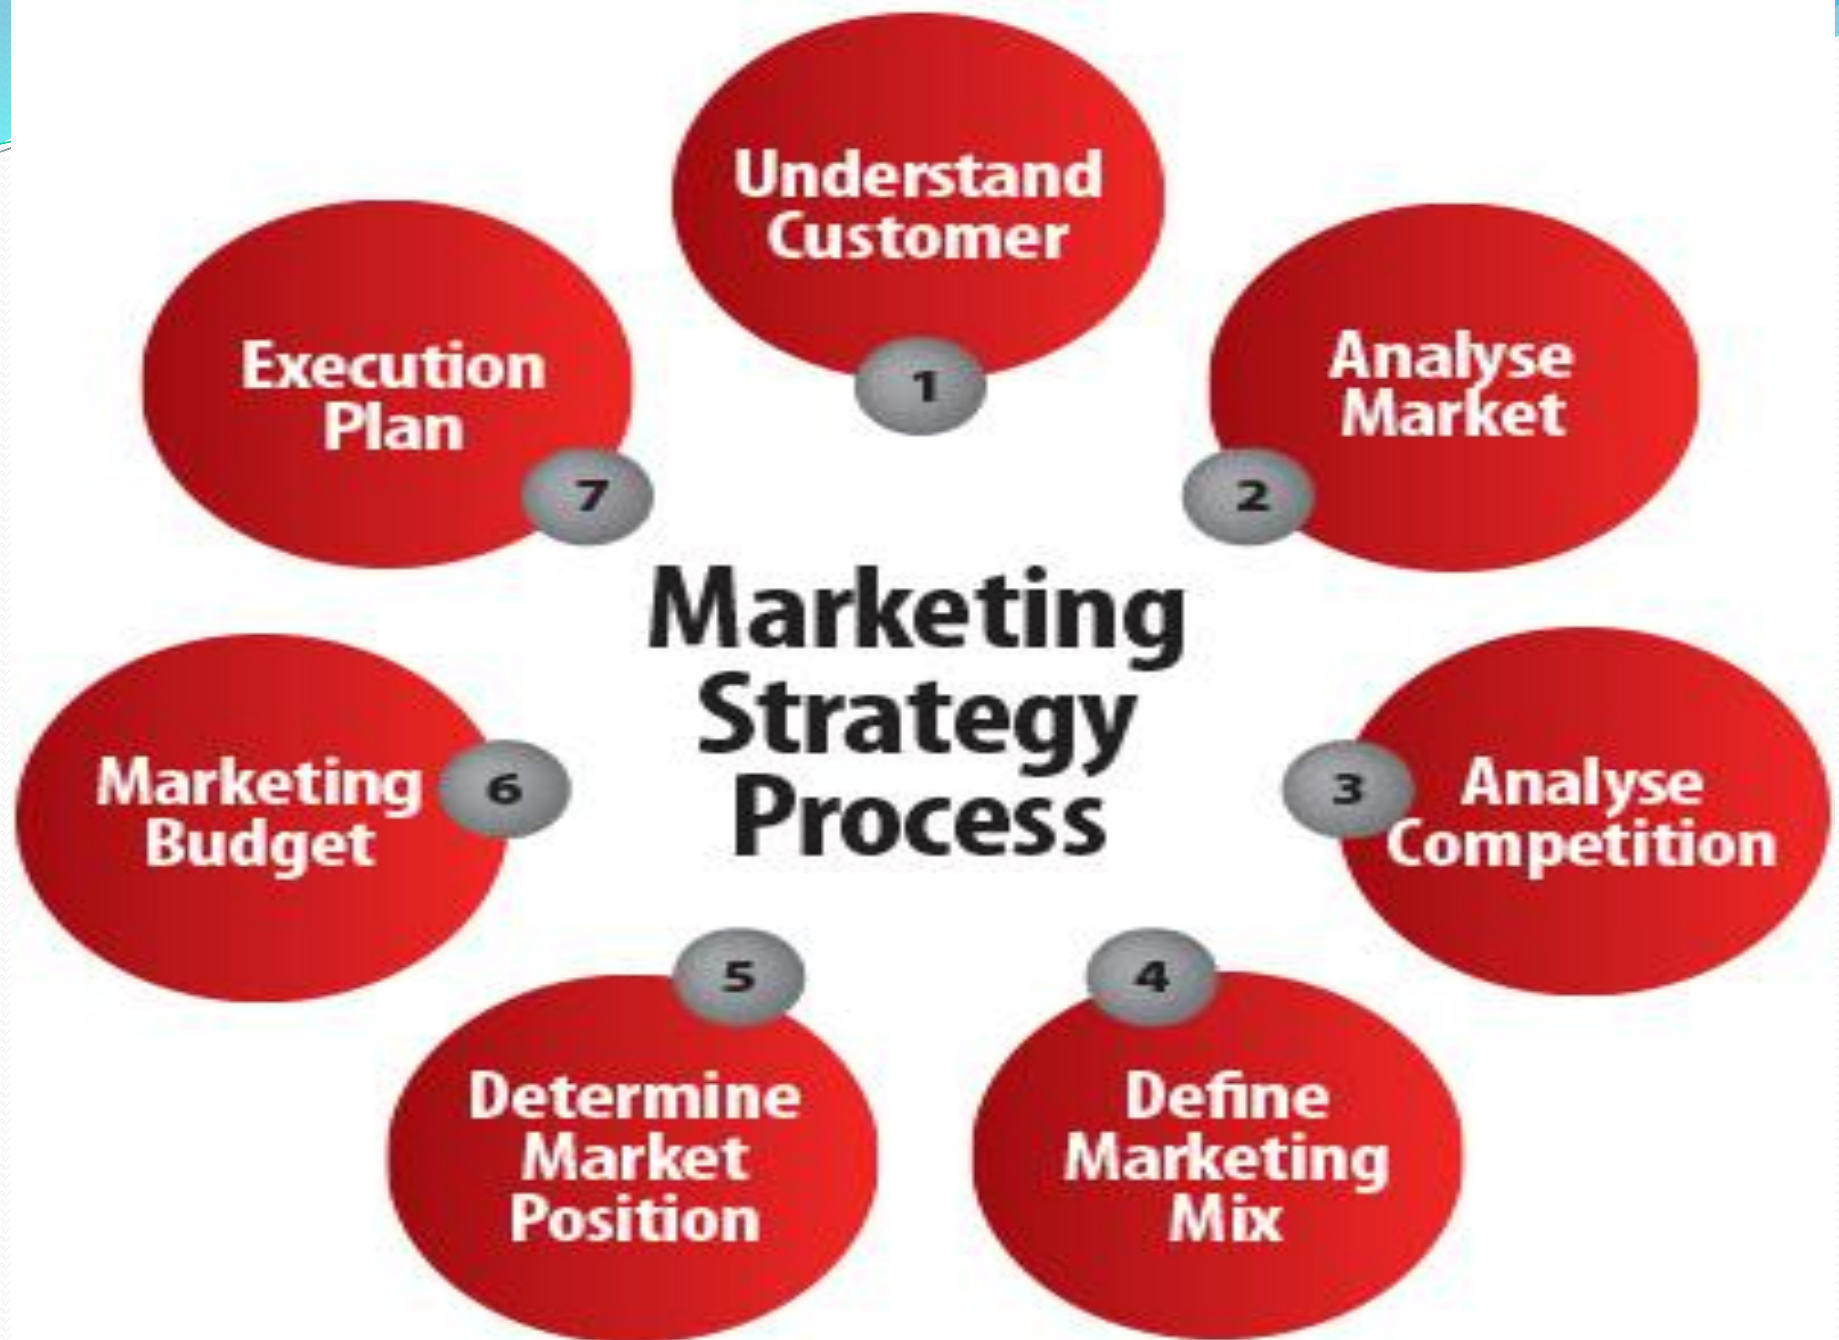 Understand
Customer
1
Analyse
Market
2
Analyse
Competition
3
Define
Marketing
Mix
4
Determine
Market
Position
5
Marketing
Budget
6
Execution
Plan
7
Marketing
Strategy
Process